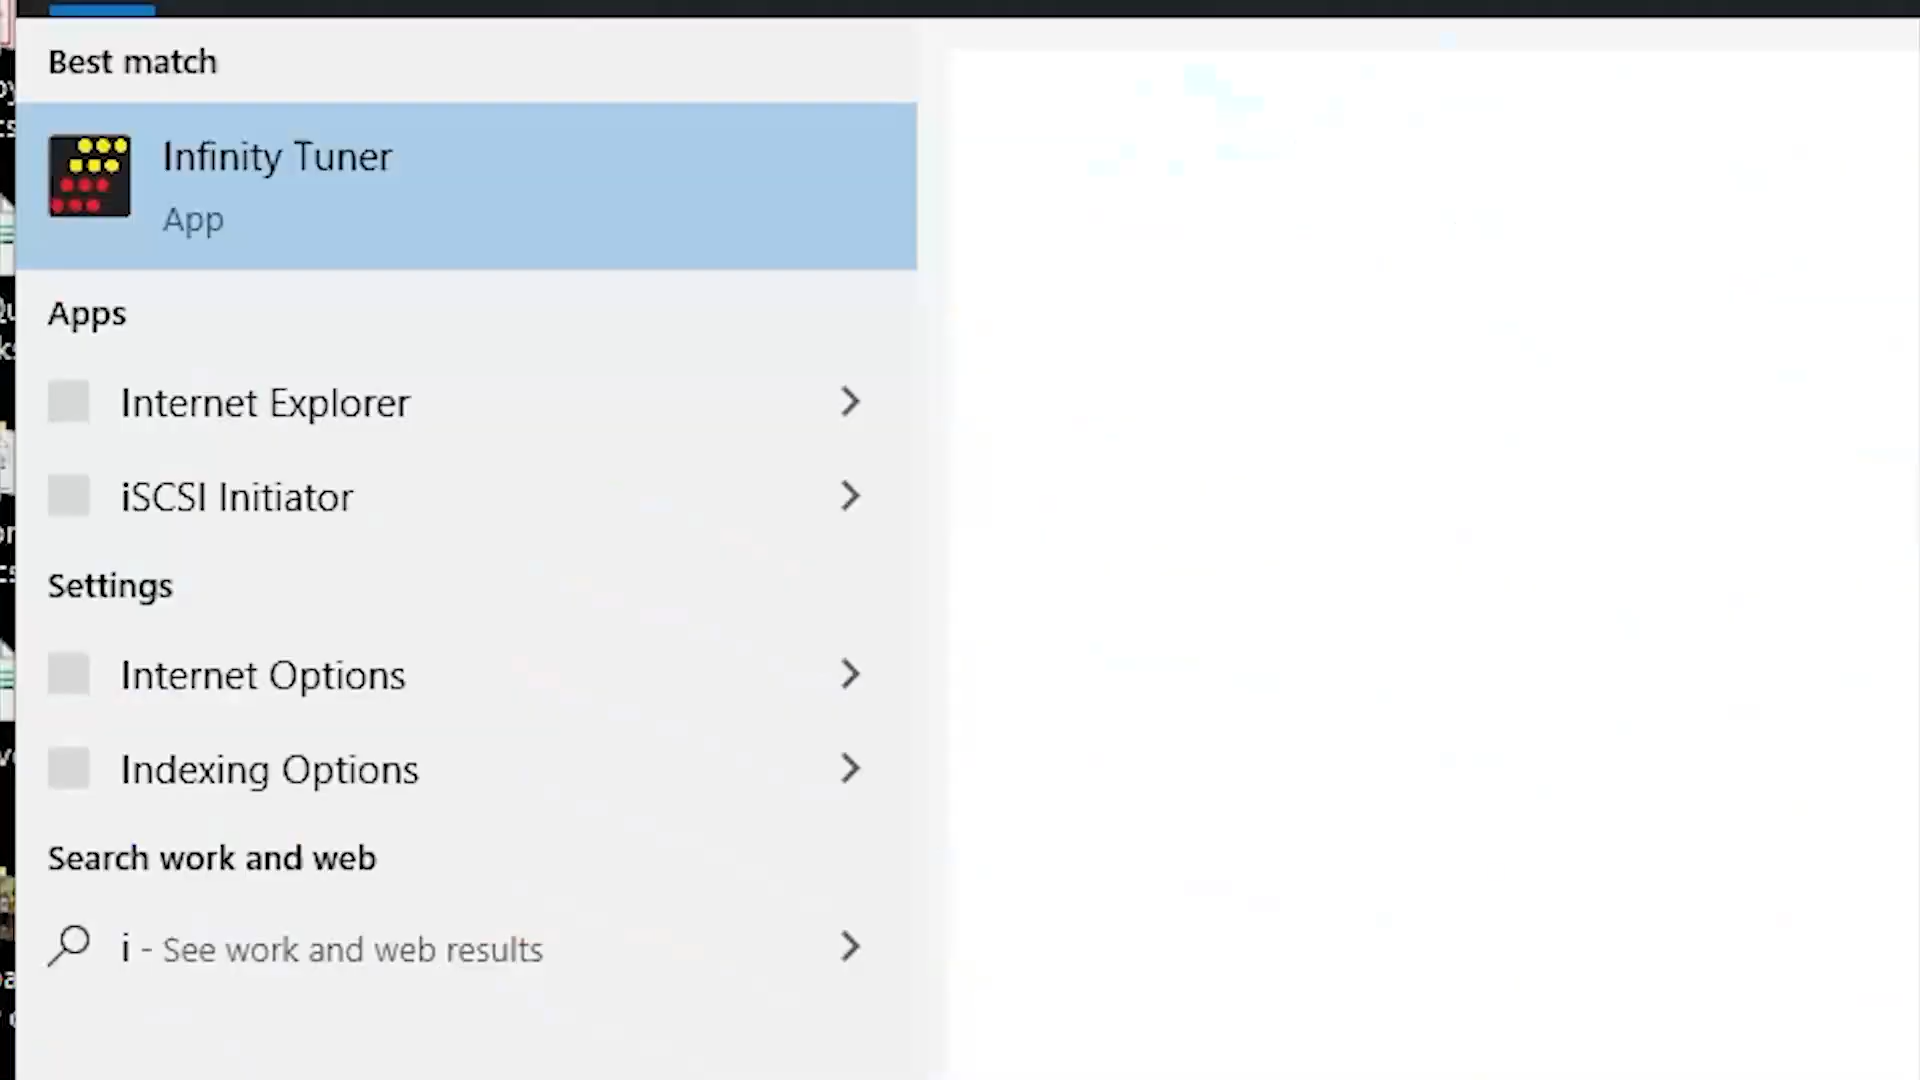 Best match
Infinity Tuner
App
Apps
Internet Explorer
iSCSI Initiator
Settings
Internet Options
Indexing Options
Search work and web
i - See work and web results